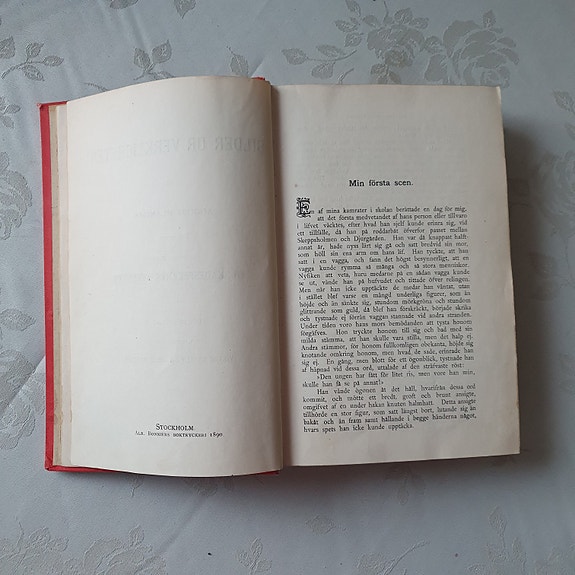 STOCKHOLM.
ALB. BONNIERS BOKTRYCKERI 1890.
Min första scen.
En af mina kamrater i skolan berättade en dag för mig,
att det första medvetandet af hans person eller tillvaro
i lifvet väcktes, efter hvad han sjelf kunde erinra sig, vid
ett tillfälle, då han på roddarbåt öfverfor passet mellan
Skeppsholmen och Djurgården. Han var då knappast halft-
annat år, hade nyss lärt sig gå och satt bredvid sin mor,
som höll sin ena arm om hans lif. Han tyckte, att han
satt i en vagga, och fann det högst besynnerligt, att en
vagga kunde rymma så många och så stora menniskor.
Nyfiken att veta, huru medarne på en sådan vagga kunde
se ut, vände han på hufvudet och tittade öfver relingen.
Men när han icke upptäckte de medar han väntat, utan
i stället blef varse en mängd underliga figurer, som än
höjde och än sänkte sig, stundom mörkgröna och stundom
glittrande som guld, då blef han förskräckt, började skrika
och tystnade ej förrän vaggan stannade vid andra stranden.
Under tiden voro hans mors bemödanden att tysta honom
förgäfves. Hon tryckte honom till sig och bad med sin
milda stämma, att han skulle vara stilla, men det halp ej.
Andra stämmor, för honom fullkomligen obekanta, höjde sig
knotande omkring honom, men hvad, de sade, erinrade han
sig ej. En gång, men blott för ett ögonblick, tystnade han
af häpnad vid dessa ord, uttalade af den sträfvaste röst:
»Den ungen har fått för litet ris, men vore han min,
skulle han få se på annat!»
Han vände ögonen åt det håll, hvarifrån dessa ord
kommit, och mötte ett bredt, groft och brunt ansigte,
omgifvet af en under hakan knuten halmhatt. Detta ansigte
tillhörde en stor figur, som satt längst bort, lutande sig än
bakåt och än fram samt hållande i begge händerna något,
hvars spets han icke kunde upptäcka.